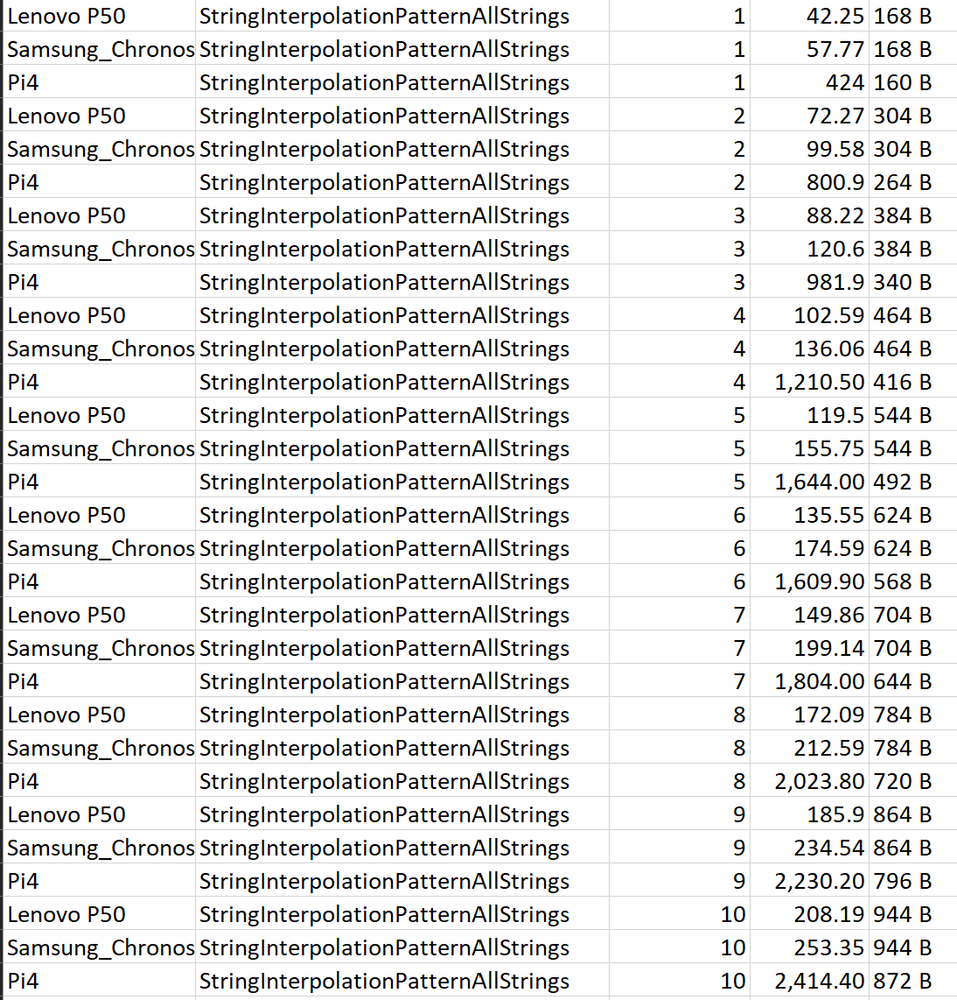 Lenovo P50 StringInterpolationPatternAllStrings 1 42.25 168 B
Samsung_Chronos StringInterpolationPatternAllStrings 1 57.77 168 B
Pi4 StringInterpolationPatternAllStrings 1 424 160 B
Lenovo P50 StringInterpolationPatternAllStrings 2 72.27 304 B
Samsung_Chronos StringInterpolationPatternAllStrings 2 99.58 304 B
Pi4 StringInterpolationPatternAllStrings 2 800.9 264 B
Lenovo P50 StringInterpolationPatternAllStrings 3 88.22 384 B
Samsung_Chronos StringInterpolationPatternAllStrings 3 120.6 384 B
Pi4 StringInterpolationPatternAllStrings 3 981.9 340 B
Lenovo P50 StringInterpolationPatternAllStrings 4 102.59 464 B
Samsung_Chronos StringInterpolationPatternAllStrings 4 136.06 464 B
Pi4 StringInterpolationPatternAllStrings 4 1,210.50 416 B
Lenovo P50 StringInterpolationPatternAllStrings 5 119.5 544 B
Samsung_Chronos StringInterpolationPatternAllStrings 5 155.75 544 B
Pi4 StringInterpolationPatternAllStrings 5 1,644.00 492 B
Lenovo P50 StringInterpolationPatternAllStrings 6 135.55 624 B
Samsung_Chronos StringInterpolationPatternAllStrings 6 174.59 624 B
Pi4 StringInterpolationPatternAllStrings 6 1,609.90 568 B
Lenovo P50 StringInterpolationPatternAllStrings 7 149.86 704 B
Samsung_Chronos StringInterpolationPatternAllStrings 7 199.14 704 B
Pi4 StringInterpolationPatternAllStrings 7 1,804.00 644 B
Lenovo P50 StringInterpolationPatternAllStrings 8 172.09 784 B
Samsung_Chronos StringInterpolationPatternAllStrings 8 212.59 784 B
Pi4 StringInterpolationPatternAllStrings 8 2,023.80 720 B
Lenovo P50 StringInterpolationPatternAllStrings 9 185.9 864 B
Samsung_Chronos StringInterpolationPatternAllStrings 9 234.54 864 B
Pi4 StringInterpolationPatternAllStrings 9 2,230.20 796 B
Lenovo P50 StringInterpolationPatternAllStrings 10 208.19 944 B
Samsung_Chronos StringInterpolationPatternAllStrings 10 253.35 944 B
Pi4 StringInterpolationPatternAllStrings 10 2,414.40 872 B